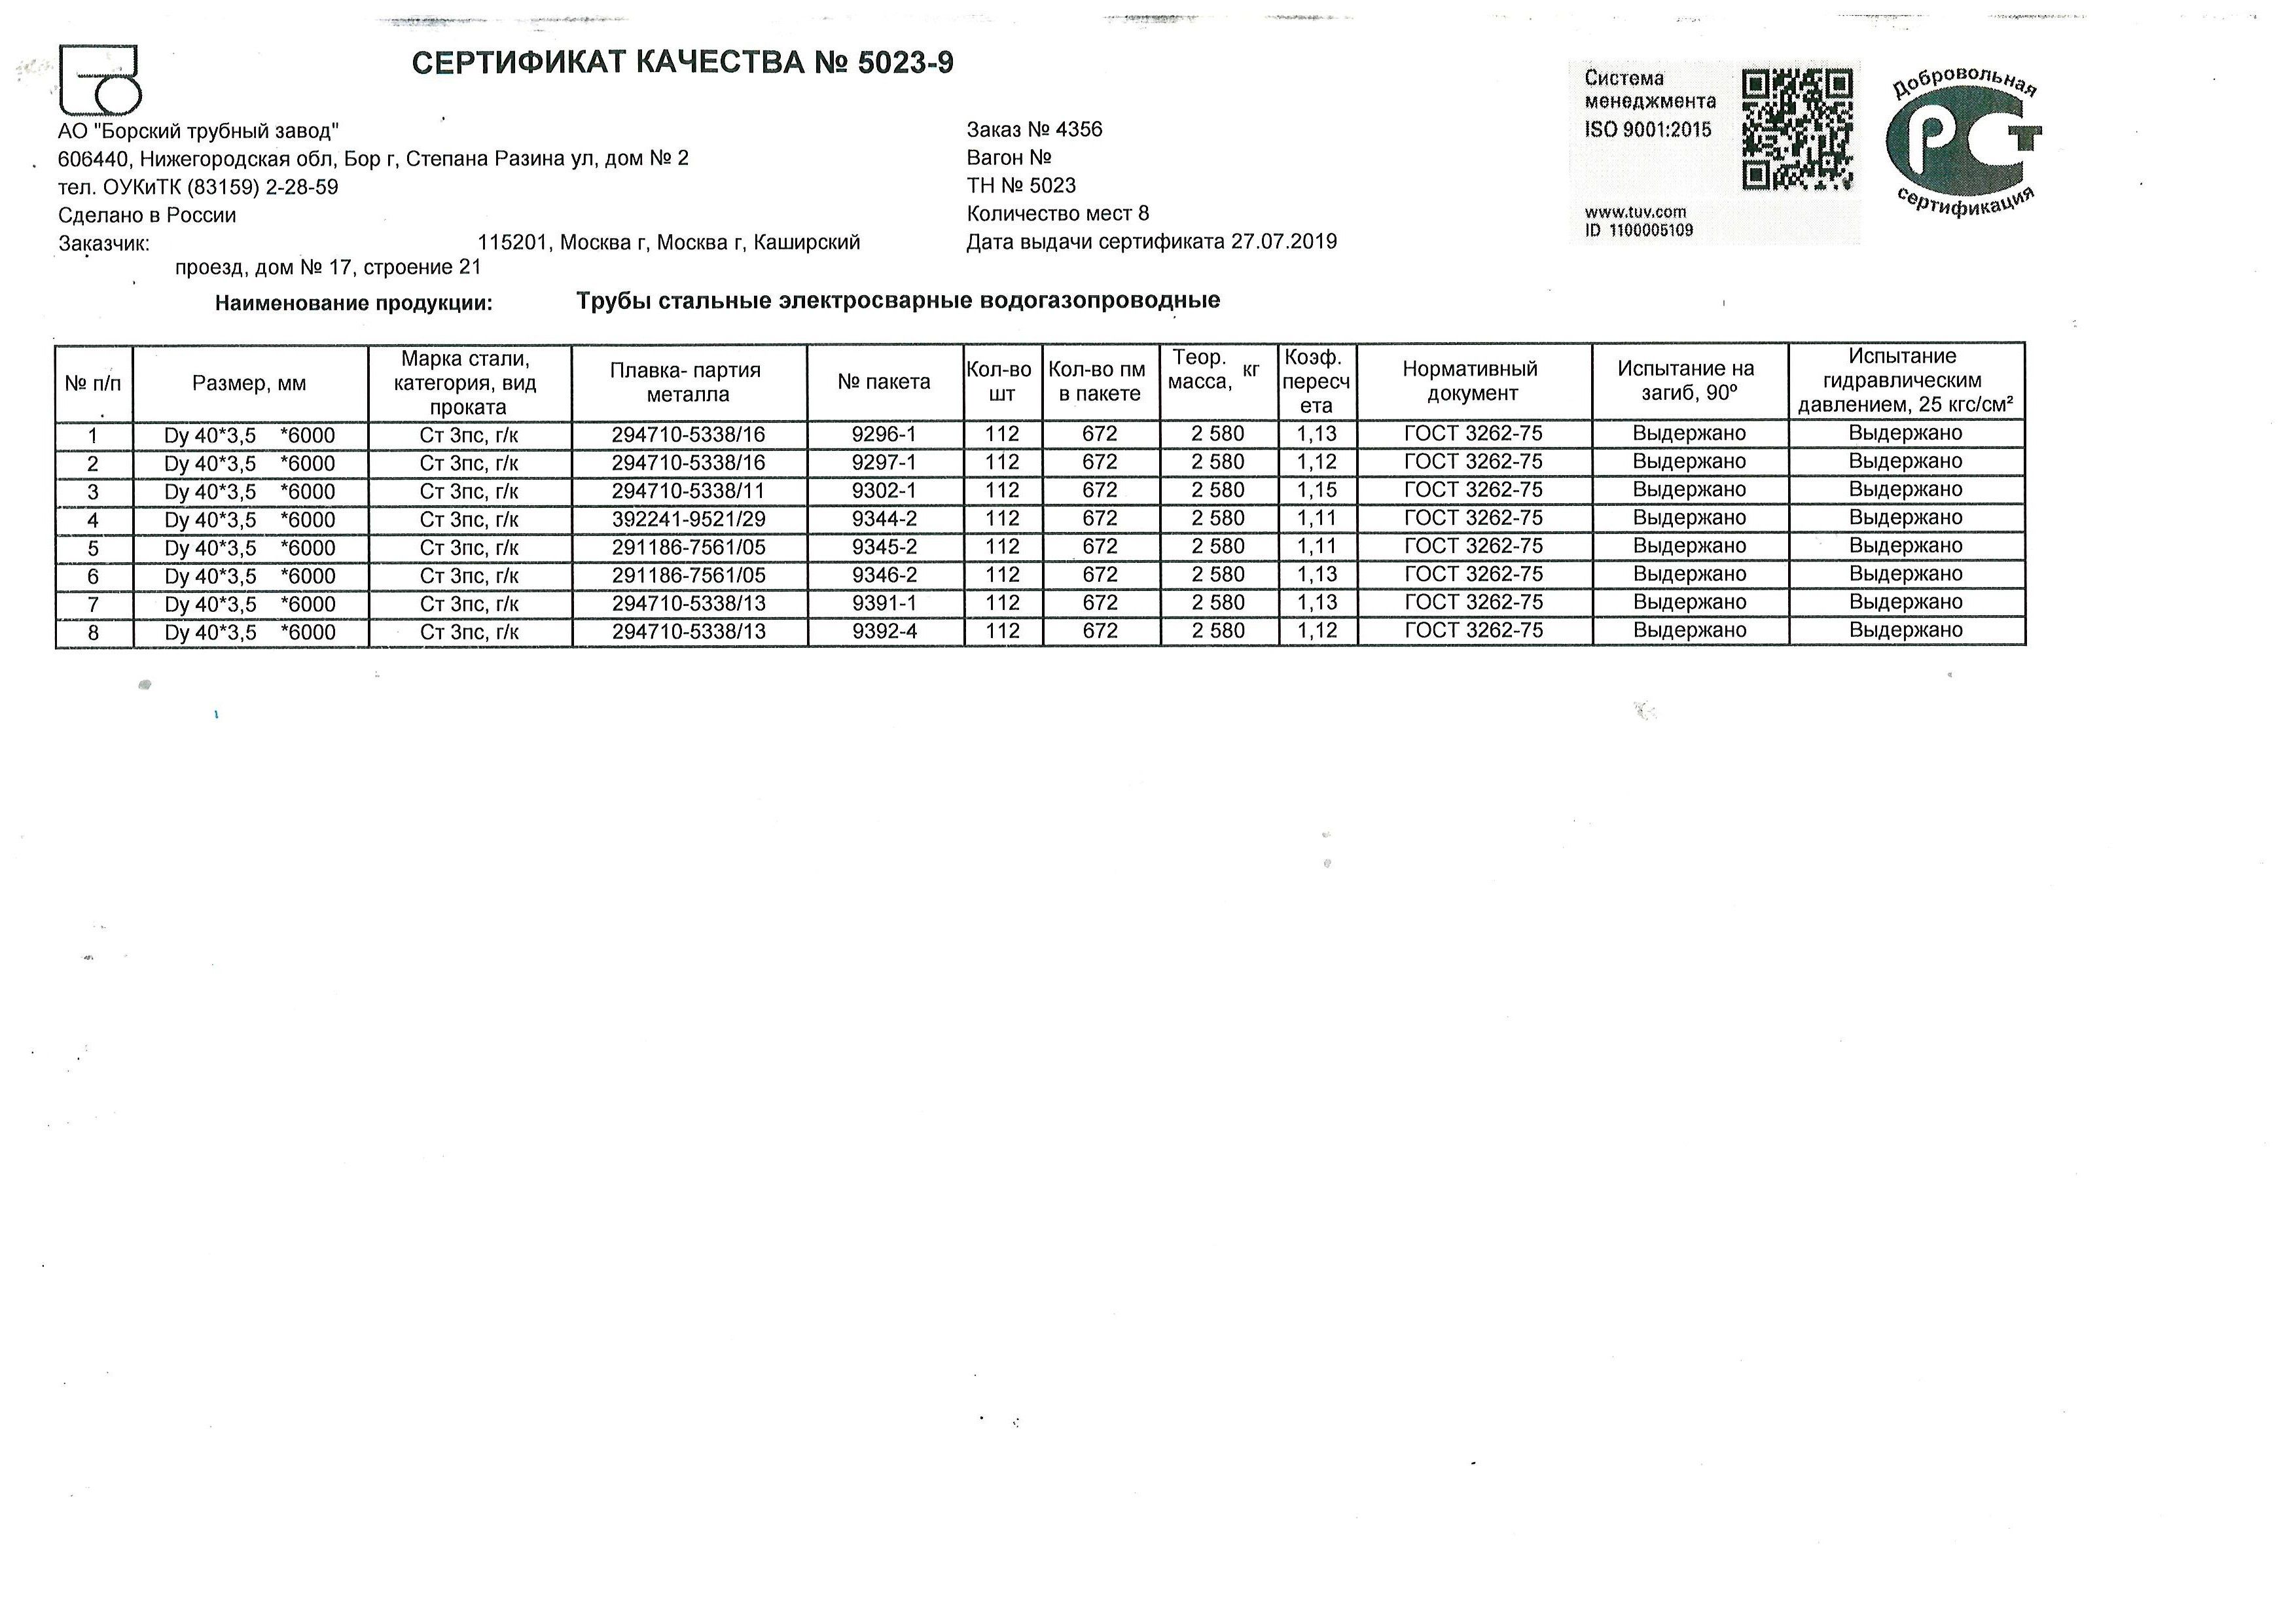 СЕРТИФИКАТ КАЧЕСТВА № 5023-9
АО "Борский трубный завод"
606440, Нижегородская обл, Бор г, Степана Разина ул, дом № 2
тел. ОУКиТК (83159) 2-28-59
Сделано в России
Заказчик: 115201, Москва г, Москва г, Каширский
проезд, дом № 17, строение 21
Заказ № 4356
Вагон №
ТН № 5023
Количество мест 8
Дата выдачи сертификата 27.07.2019
Система
менеджмента
ISO 9001:2015
www.tuv.com
ID 1100005109
Добровольная
РСТ
сертификация
Наименование продукции: Трубы стальные электросварные водогазопроводные
№ п/п Размер, мм Марка стали, категория, вид проката Плавка- партия металла № пакета Кол-во шт Кол-во пм в пакете Теор. масса, кг Коэф. пересчета Нормативный документ Испытание на загиб, 90º Испытание гидравлическим давлением, 25 кгс/см²
1 Dy 40*3,5 *6000 Ст 3пс, г/к 294710-5338/16 9296-1 112 672 2 580 1,13 ГОСТ 3262-75 Выдержано Выдержано
2 Dy 40*3,5 *6000 Ст 3пс, г/к 294710-5338/16 9297-1 112 672 2 580 1,12 ГОСТ 3262-75 Выдержано Выдержано
3 Dy 40*3,5 *6000 Ст 3пс, г/к 294710-5338/11 9302-1 112 672 2 580 1,15 ГОСТ 3262-75 Выдержано Выдержано
4 Dy 40*3,5 *6000 Ст 3пс, г/к 392241-9521/29 9344-2 112 672 2 580 1,11 ГОСТ 3262-75 Выдержано Выдержано
5 Dy 40*3,5 *6000 Ст 3пс, г/к 291186-7561/05 9345-2 112 672 2 580 1,11 ГОСТ 3262-75 Выдержано Выдержано
6 Dy 40*3,5 *6000 Ст 3пс, г/к 291186-7561/05 9346-2 112 672 2 580 1,13 ГОСТ 3262-75 Выдержано Выдержано
7 Dy 40*3,5 *6000 Ст 3пс, г/к 294710-5338/13 9391-1 112 672 2 580 1,13 ГОСТ 3262-75 Выдержано Выдержано
8 Dy 40*3,5 *6000 Ст 3пс, г/к 294710-5338/13 9392-4 112 672 2 580 1,12 ГОСТ 3262-75 Выдержано Выдержано